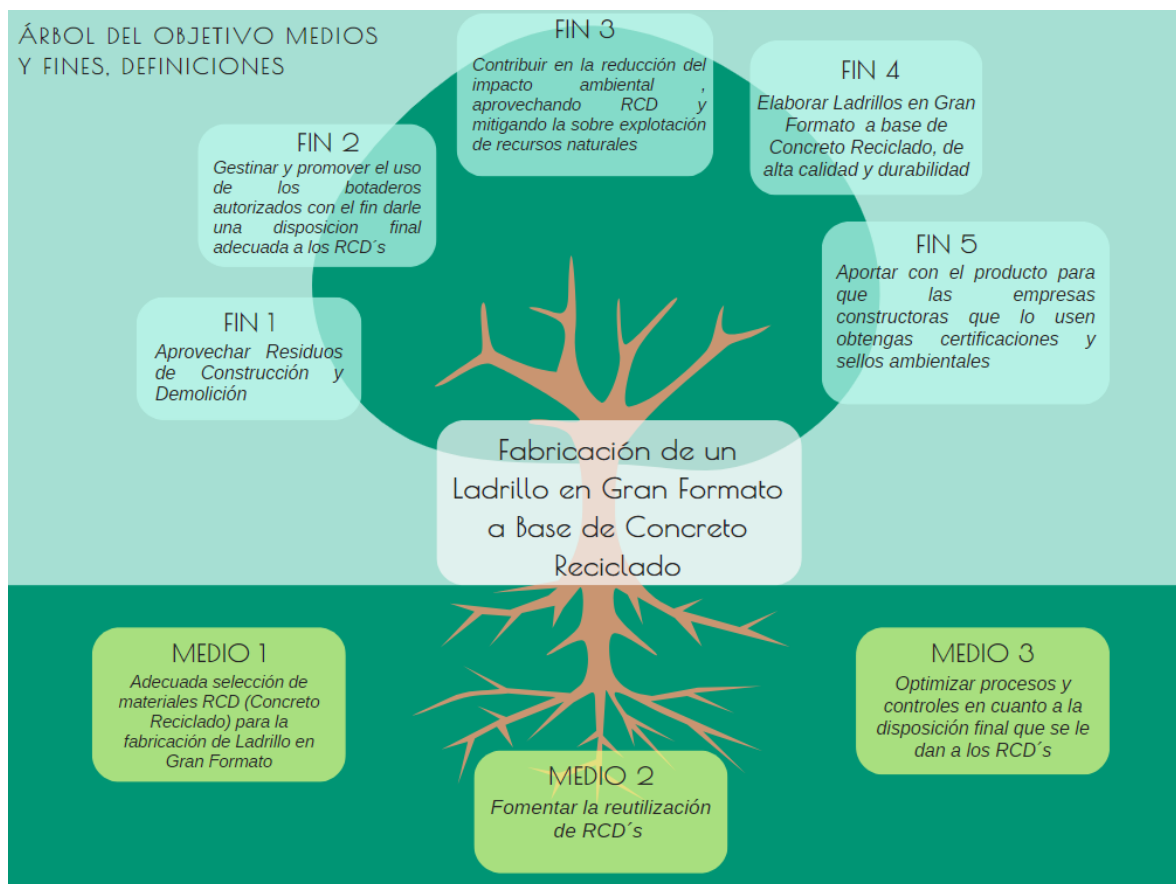 ÁRBOL DEL OBJETIVO MEDIOS
Y FINES, DEFINICIONES
FIN 3
Contribuir en la reducción del
impacto ambiental ,
aprovechando RCD y
mitigando la sobre explotación
de recursos naturales
FIN 4
Elaborar Ladrillos en Gran
Formato a base de
Concreto Reciclado, de
alta calidad y durabilidad
FIN 2
Gestinar y promover el uso
de los botaderos
autorizados con el fin darle
una disposicion final
adecuada a los RCD´s
FIN 5
Aportar con el producto para
que las empresas
constructoras que lo usen
obtengas certificaciones y
sellos ambientales
FIN 1
Aprovechar Residuos
de Construcción y
Demolición
Fabricación de un
Ladrillo en Gran Formato
a Base de Concreto
Reciclado
MEDIO 1
Adecuada selección de
materiales RCD (Concreto
Reciclado) para la
fabricación de Ladrillo en
Gran Formato
MEDIO 3
Optimizar procesos y
controles en cuanto a la
disposición final que se le
dan a los RCD´s
MEDIO 2
Fomentar la reutilización
de RCD´s